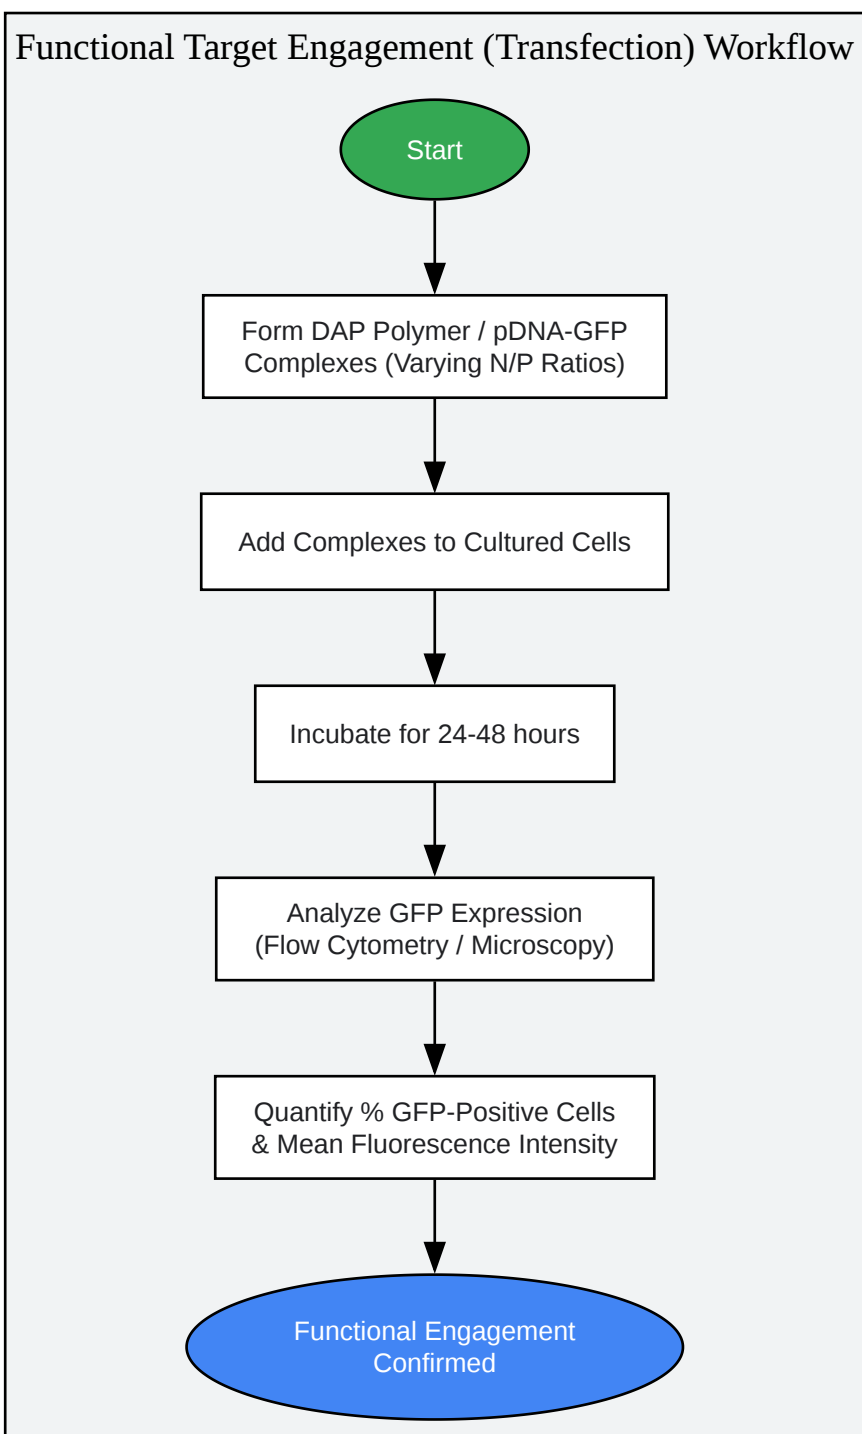 Functional Target Engagement (Transfection) Workflow
Start
Form DAP Polymer / pDNA-GFP
Complexes (Varying N/P Ratios)
Add Complexes to Cultured Cells
Incubate for 24-48 hours
Analyze GFP Expression
(Flow Cytometry / Microscopy)
Quantify % GFP-Positive Cells
& Mean Fluorescence Intensity
Functional Engagement
Confirmed